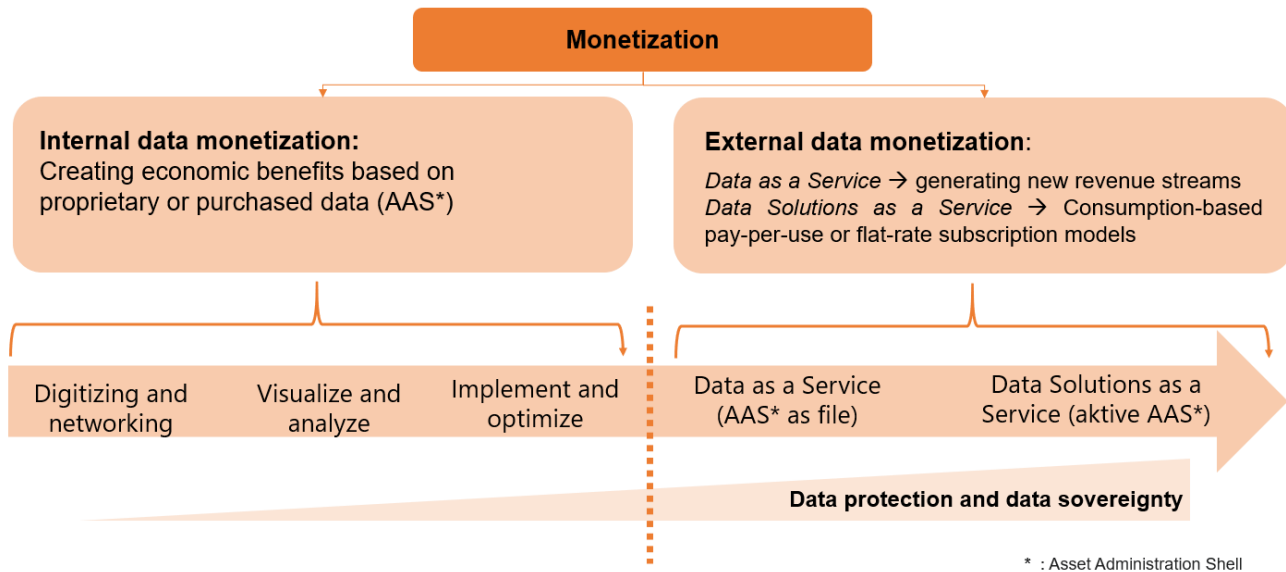 Monetization
Internal data monetization:
Creating economic benefits based on
proprietary or purchased data (AAS*)
External data monetization:
Data as a Service → generating new revenue streams
Data Solutions as a Service → Consumption-based
pay-per-use or flat-rate subscription models
Digitizing and
networking
Visualize and
analyze
Implement and
optimize
Data as a Service
(AAS* as file)
Data Solutions as a
Service (aktive AAS*)
Data protection and data sovereignty
* : Asset Administration Shell